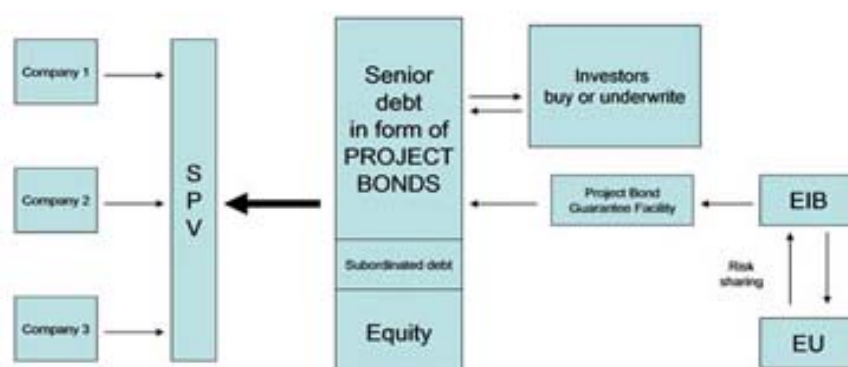 Company 1
Company 2
Company 3
S
P
V
Senior
debt
in form of
PROJECT
BONDS
Subordinated debt
Equity
Investors
buy or underwrite
Project Bond
Guarantee Facility
EIB
Risk
sharing
EU